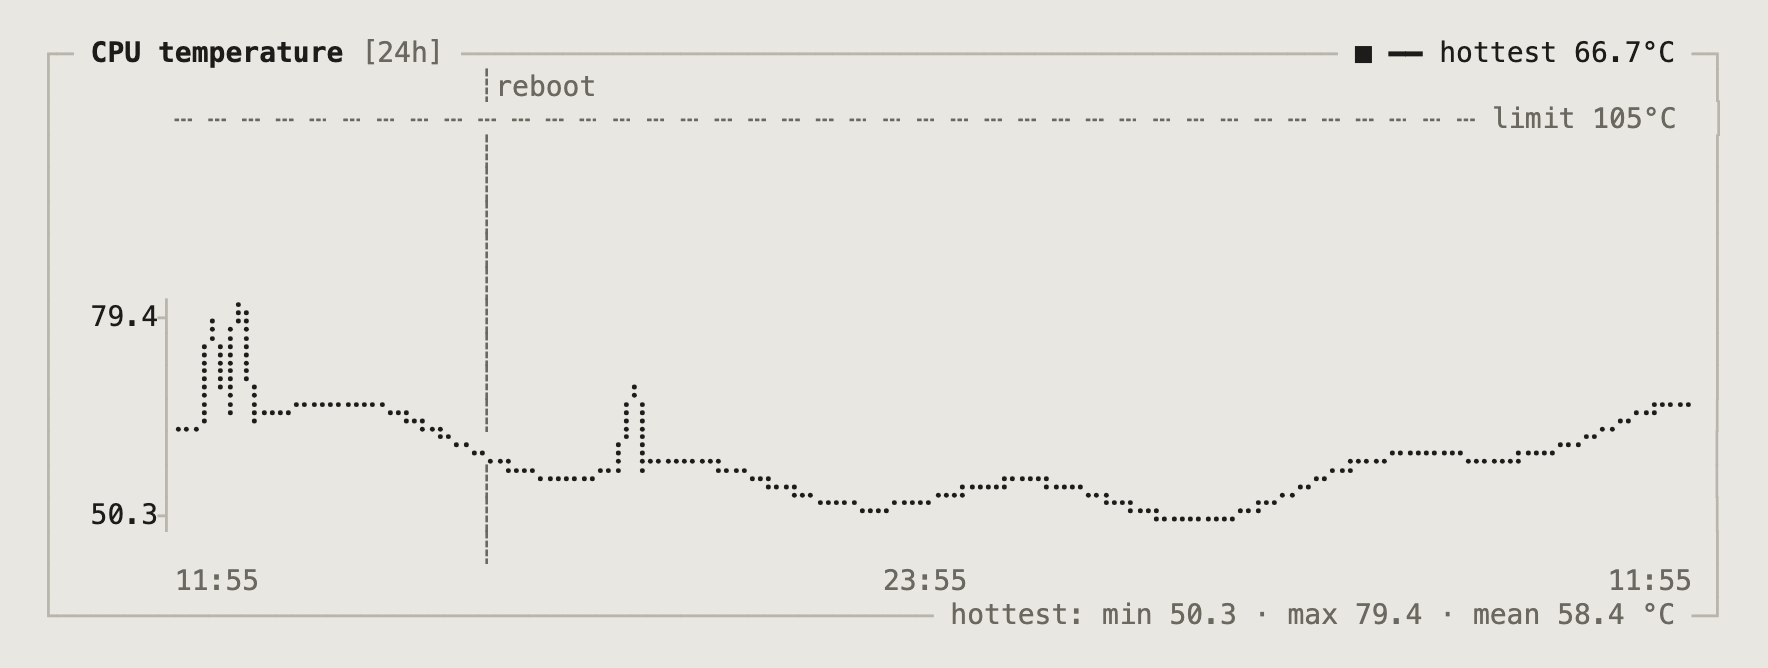 CPU temperature [24h] ■ — hottest 66.7°C
reboot
limit 105°C
79.4
50.3
11:55 23:55 11:55
hottest: min 50.3 · max 79.4 · mean 58.4 °C